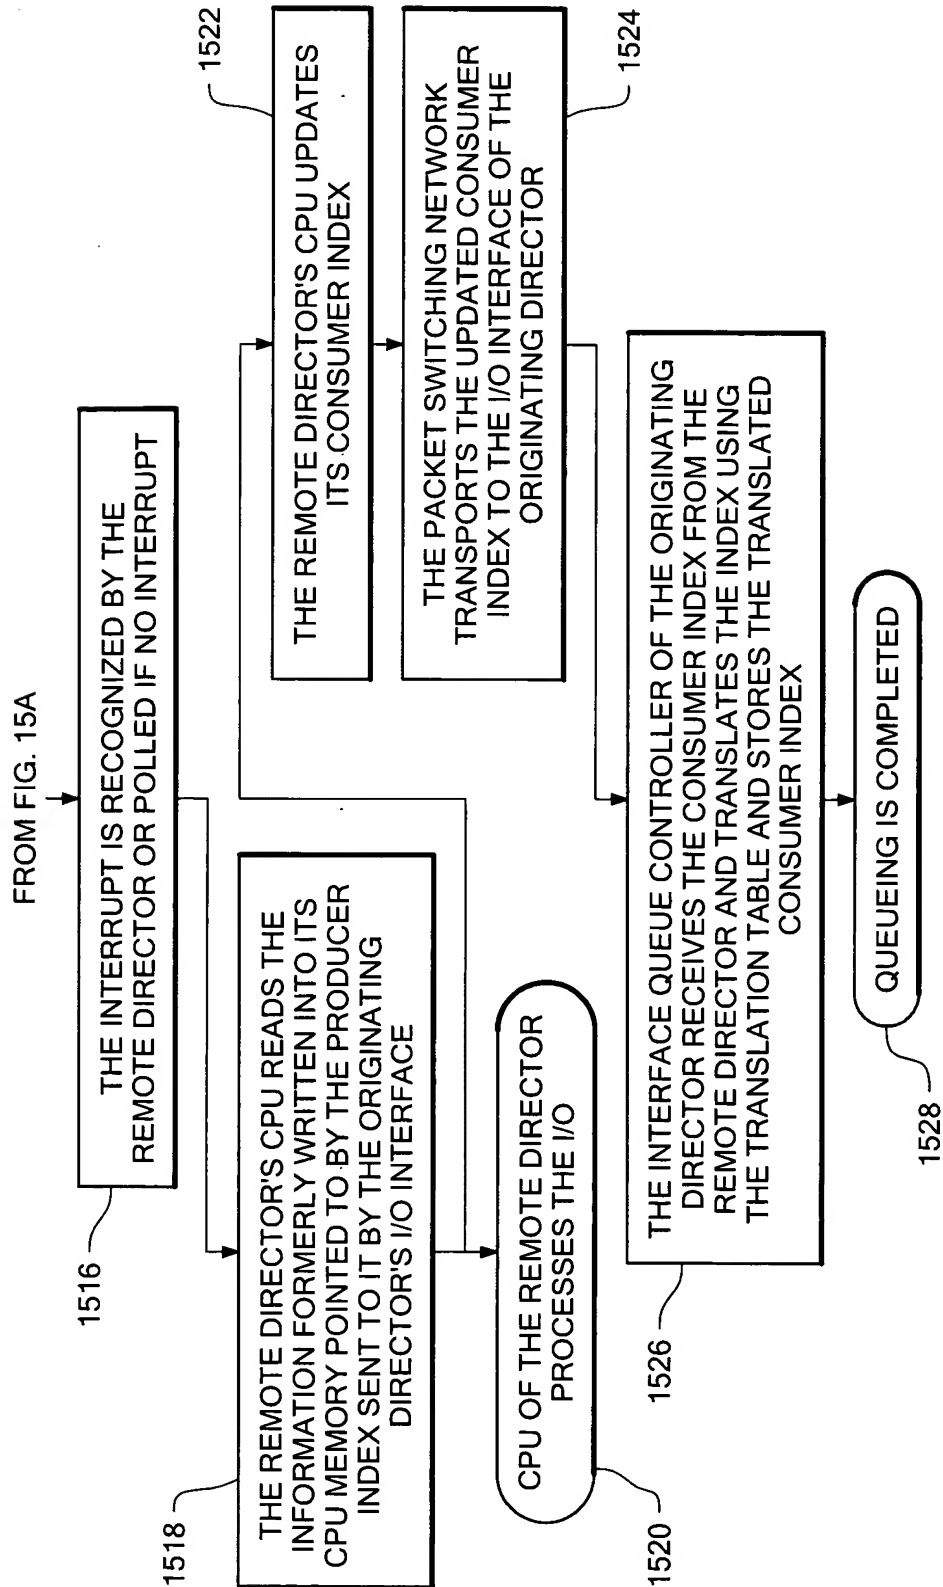 FROM FIG. 15A
THE INTERRUPT IS RECOGNIZED BY THE
REMOTE DIRECTOR OR POLLED IF NO INTERRUPT
1516
THE REMOTE DIRECTOR'S CPU READS THE
INFORMATION FORMERLY WRITTEN INTO ITS
CPU MEMORY POINTED TO BY THE PRODUCER
INDEX SENT TO IT BY THE ORIGINATING
DIRECTOR'S I/O INTERFACE
1518
CPU OF THE REMOTE DIRECTOR
PROCESSES THE I/O
1520
THE REMOTE DIRECTOR'S CPU UPDATES
ITS CONSUMER INDEX
1522
THE PACKET SWITCHING NETWORK
TRANSPORTS THE UPDATED CONSUMER
INDEX TO THE I/O INTERFACE OF THE
ORIGINATING DIRECTOR
1524
THE INTERFACE QUEUE CONTROLLER OF THE ORIGINATING
DIRECTOR RECEIVES THE CONSUMER INDEX FROM THE
REMOTE DIRECTOR AND TRANSLATES THE INDEX USING
THE TRANSLATION TABLE AND STORES THE TRANSLATED
CONSUMER INDEX
1526
QUEUEING IS COMPLETED
1528